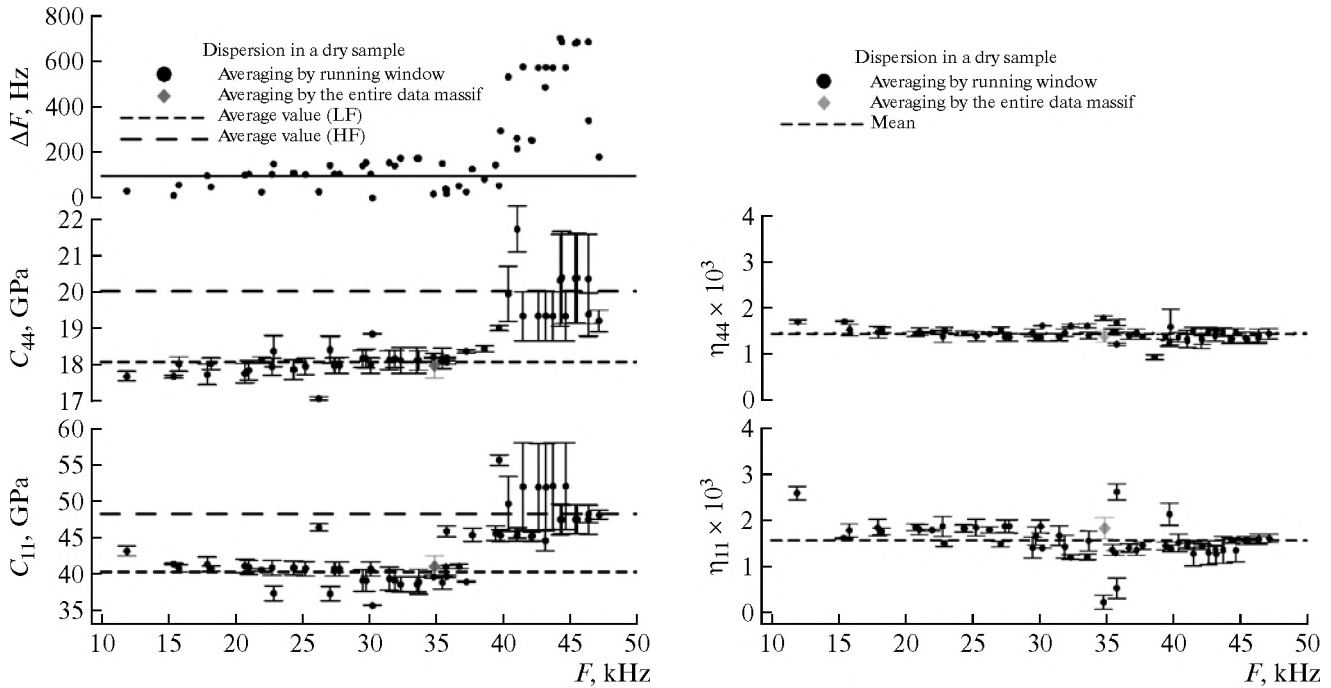 800
600
400
200
0
ΔF, Hz
Dispersion in a dry sample
Averaging by running window
Averaging by the entire data massif
Average value (LF)
Average value (HF)
22
21
20
19
18
17
C44, GPa
60
55
50
45
40
35
C11, GPa
10 15 20 25 30 35 40 45 50
F, kHz
Dispersion in a dry sample
Averaging by running window
Averaging by the entire data massif
Mean
4
3
2
1
0
η44 × 10³
4
3
2
1
0
η11 × 10³
10 15 20 25 30 35 40 45 50
F, kHz